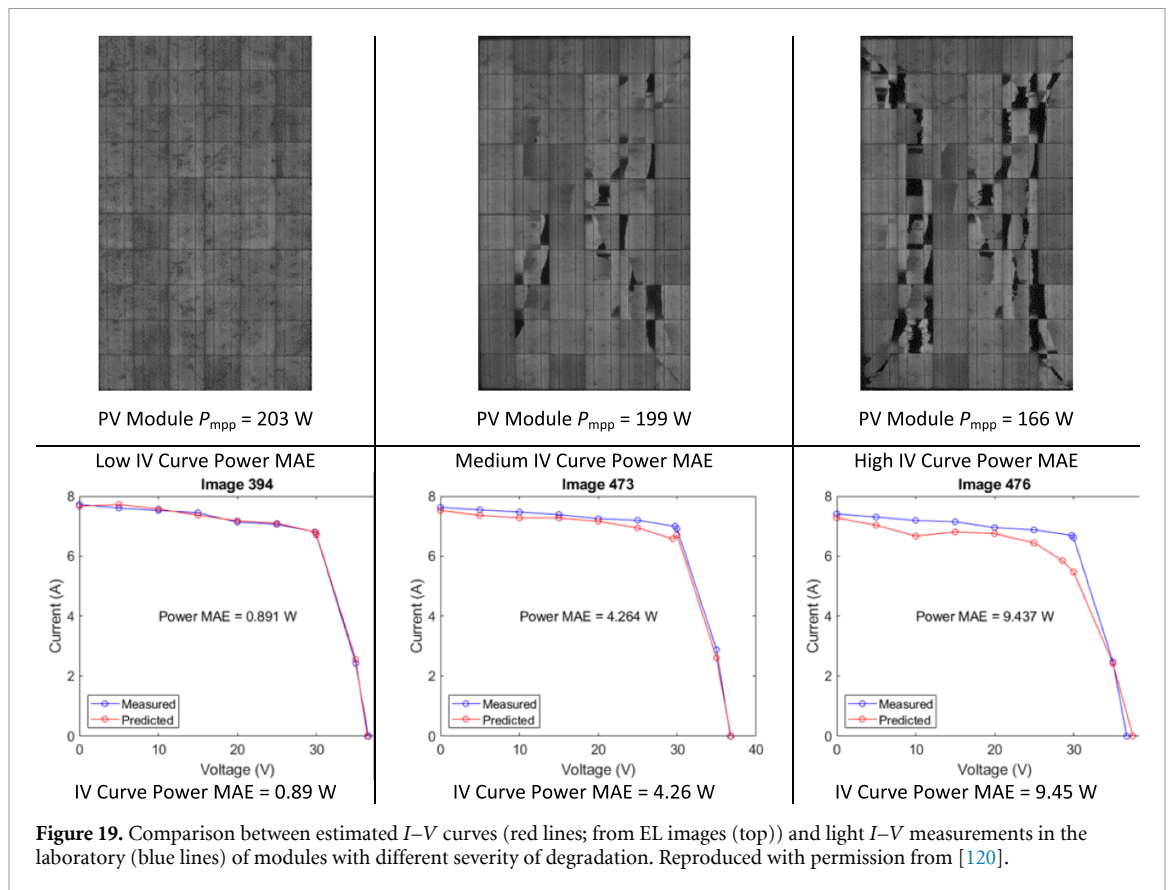 PV Module Pmpp = 203 W
PV Module Pmpp = 199 W
PV Module Pmpp = 166 W
Low IV Curve Power MAE
Image 394
8
6
4
2
0
Current (A)
Power MAE = 0.891 W
Measured
Predicted
0 10 20 30
Voltage (V)
IV Curve Power MAE = 0.89 W
Medium IV Curve Power MAE
Image 473
8
6
4
2
0
Current (A)
Power MAE = 4.264 W
Measured
Predicted
0 10 20 30 40
Voltage (V)
IV Curve Power MAE = 4.26 W
High IV Curve Power MAE
Image 476
8
6
4
2
0
Current (A)
Power MAE = 9.437 W
Measured
Predicted
0 10 20 30
Voltage (V)
IV Curve Power MAE = 9.45 W
Figure 19. Comparison between estimated I–V curves (red lines; from EL images (top)) and light I–V measurements in the
laboratory (blue lines) of modules with different severity of degradation. Reproduced with permission from [120].